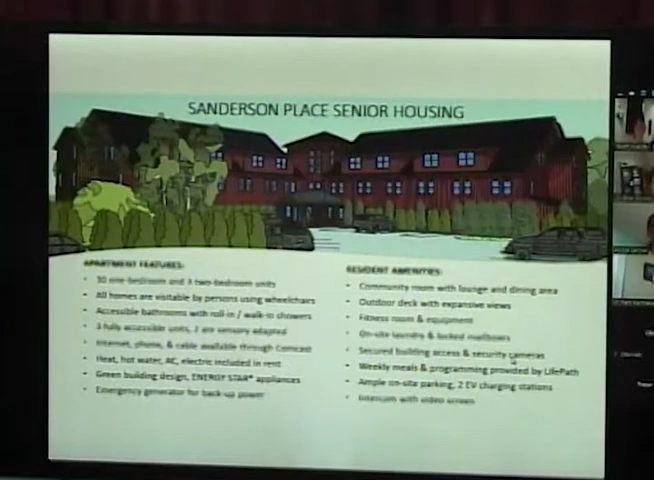 SANDERSON PLACE SENIOR HOUSING
APARTMENT FEATURES:
30 one-bedroom and 3 two-bedroom units
All homes are visitable by persons using wheelchairs
Accessible bathrooms with roll-in / walk-in showers
3 fully accessible units, 2 are sensory adapted
Internet, phone, & cable available through Comcast
Heat, hot water, AC, electric included in rent
Green building design, ENERGY STAR® appliances
Emergency generator for back-up power
RESIDENT AMENITIES:
Community room with lounge and dining area
Outdoor deck with expansive views
Fitness room & equipment
On-site laundry & locked mailboxes
Secured building access & security cameras
Weekly meals & programming provided by LifePath
Ample on-site parking, 2 EV charging stations
Intercom with video screen